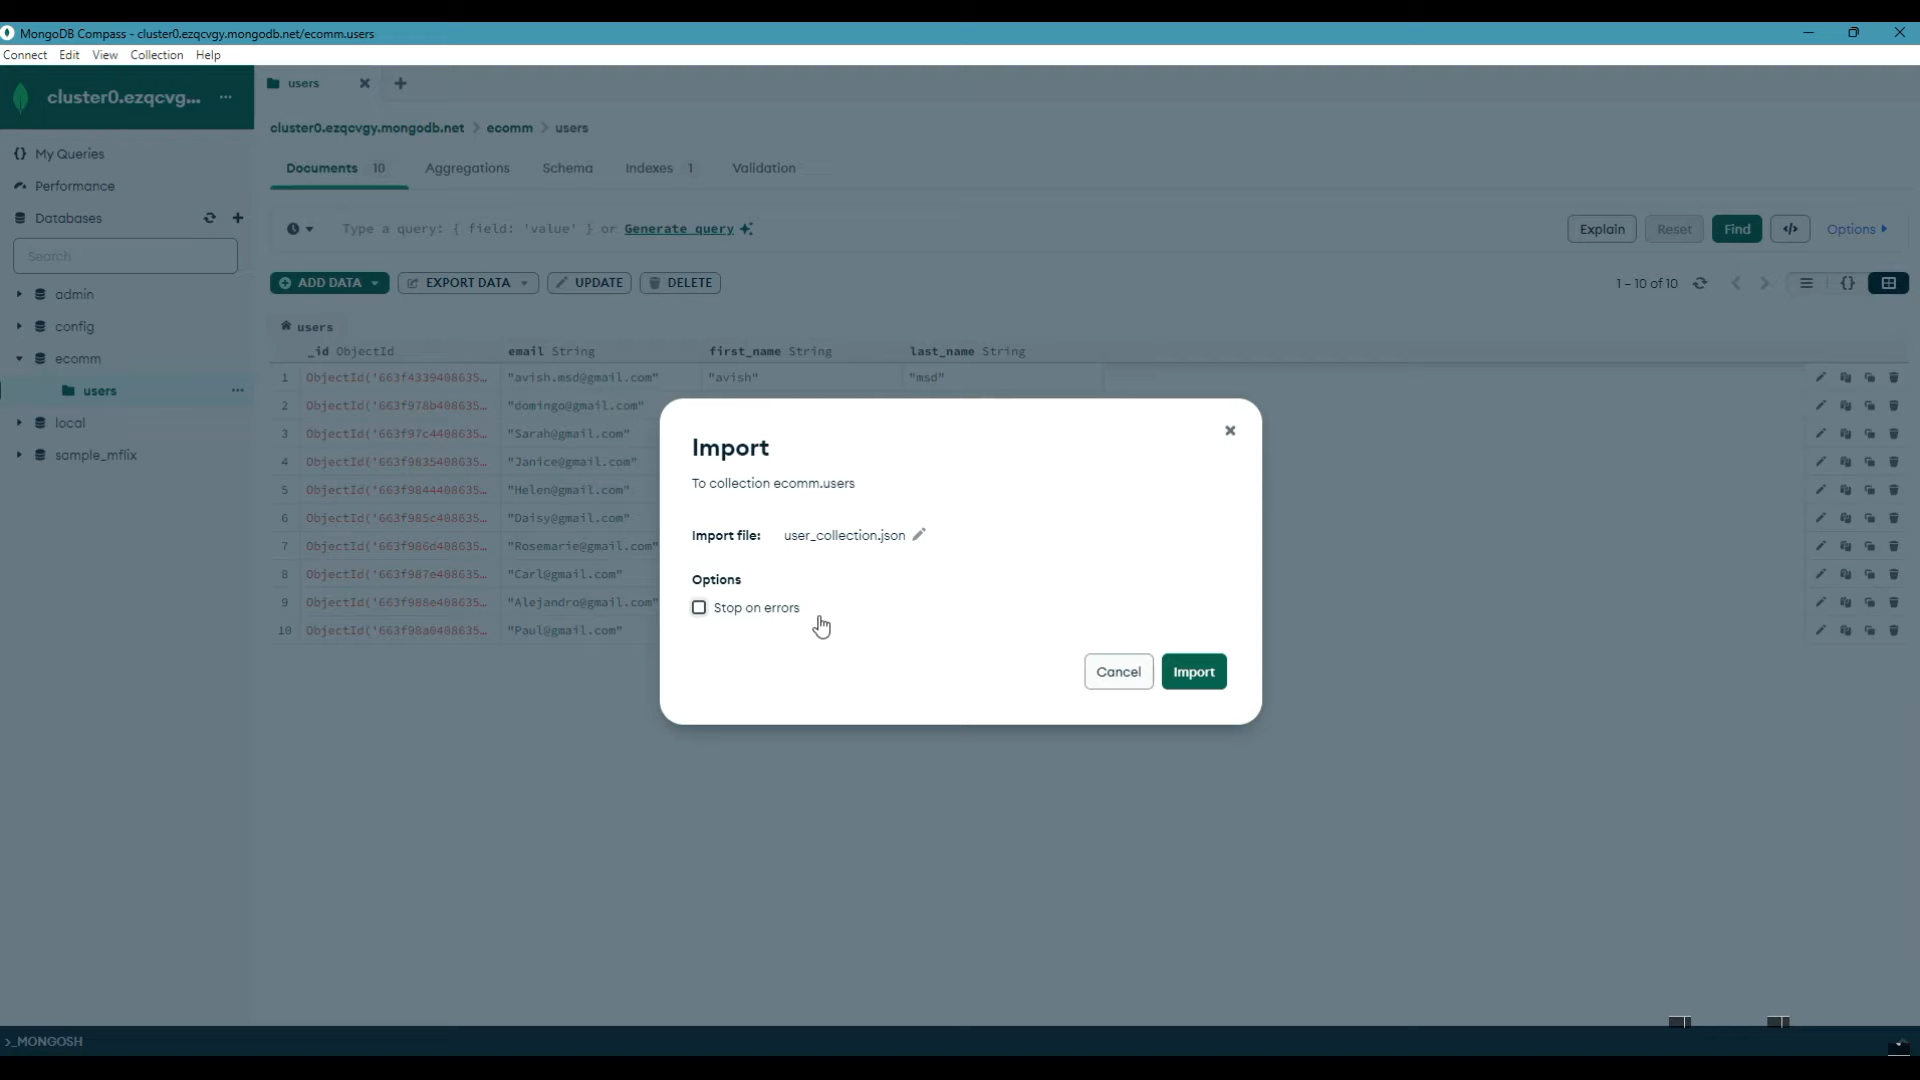 MongoDB Compass - cluster0.ezqcvgy.mongodb.net/ecomm.users
Connect Edit View Collection Help
cluster0.ezqcvg... ...
users
cluster0.ezqcvgy.mongodb.net > ecomm > users
{} My Queries
Performance
Databases
Search
admin
config
ecomm
users
local
sample_mflix
Documents 10 Aggregations Schema Indexes 1 Validation
Type a query: { field: 'value' } or Generate query
Explain Reset Find </> Options
ADD DATA EXPORT DATA UPDATE DELETE
1 – 10 of 10
{}
users
_id ObjectId email String first_name String last_name String
1 ObjectId('663f4339408635... "avish.msd@gmail.com" "avish" "msd"
2 ObjectId('663f978b408635... "domingo@gmail.com"
3 ObjectId('663f97c4408635... "Sarah@gmail.com"
4 ObjectId('663f9835408635... "Janice@gmail.com"
5 ObjectId('663f9844408635... "Helen@gmail.com"
6 ObjectId('663f985c408635... "Daisy@gmail.com"
7 ObjectId('663f986d408635... "Rosemarie@gmail.com"
8 ObjectId('663f987e408635... "Carl@gmail.com"
9 ObjectId('663f988e408635... "Alejandro@gmail.com"
10 ObjectId('663f98a0408635... "Paul@gmail.com"
Import
To collection ecomm.users
Import file: user_collection.json
Options
Stop on errors
Cancel Import
>_MONGOSH